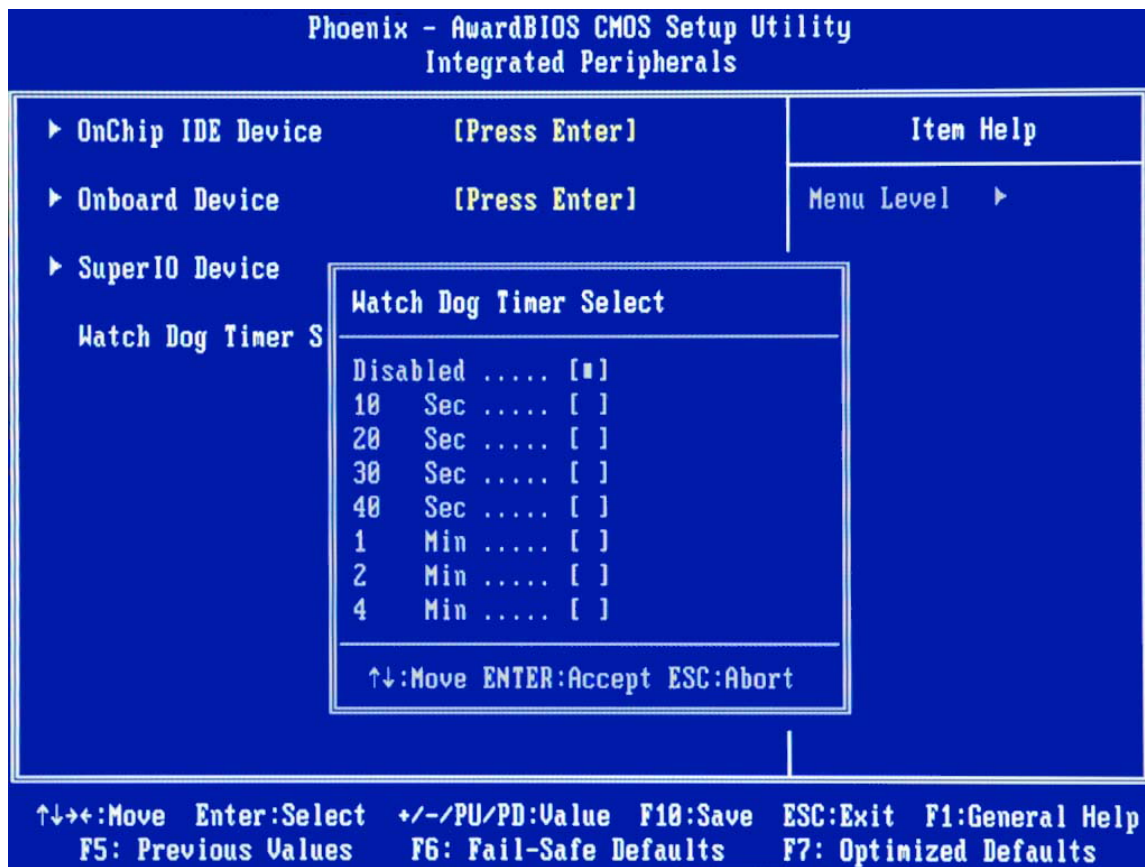 Phoenix - AwardBIOS CMOS Setup Utility
Integrated Peripherals
▶ OnChip IDE Device [Press Enter]
▶ Onboard Device [Press Enter]
▶ SuperIO Device
Watch Dog Timer S
Item Help
Menu Level ▶
Watch Dog Timer Select
Disabled ..... [■]
10 Sec ..... [ ]
20 Sec ..... [ ]
30 Sec ..... [ ]
40 Sec ..... [ ]
1 Min ..... [ ]
2 Min ..... [ ]
4 Min ..... [ ]
↑↓:Move ENTER:Accept ESC:Abort
↑↓→←:Move Enter:Select +/-/PU/PD:Value F10:Save ESC:Exit F1:General Help
F5: Previous Values F6: Fail-Safe Defaults F7: Optimized Defaults